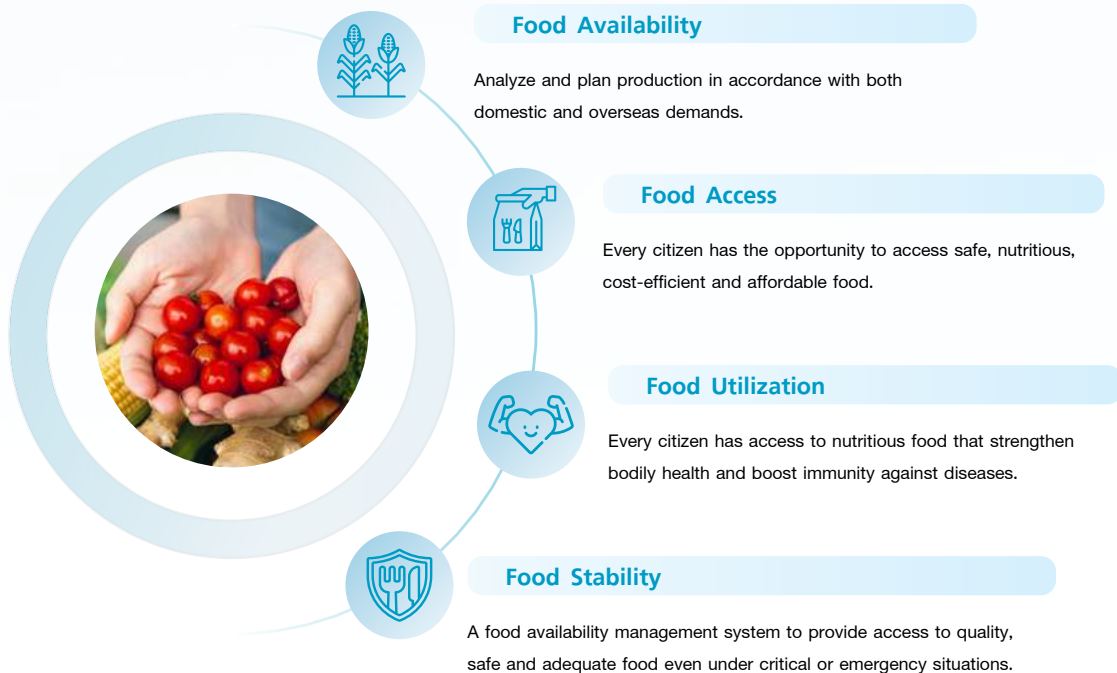 Food Availability
Analyze and plan production in accordance with both
domestic and overseas demands.
Food Access
Every citizen has the opportunity to access safe, nutritious,
cost-efficient and affordable food.
Food Utilization
Every citizen has access to nutritious food that strengthen
bodily health and boost immunity against diseases.
Food Stability
A food availability management system to provide access to quality,
safe and adequate food even under critical or emergency situations.